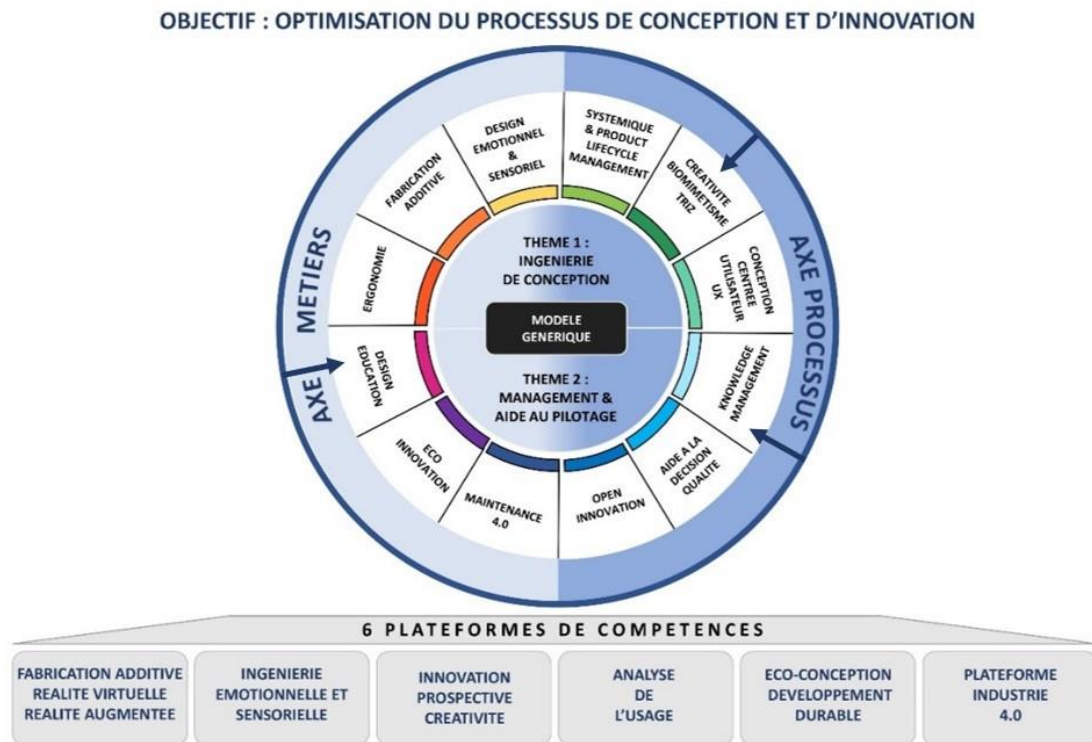 OBJECTIF : OPTIMISATION DU PROCESSUS DE CONCEPTION ET D'INNOVATION
DESIGN
EMOTIONNEL
&
SENSORIEL
SYSTEMIQUE
& PRODUCT
LIFECYCLE
MANAGEMENT
CREATIVITE
BIOMIMETISME
TRIZ
CONCEPTION
CENTREE
UTILISATEUR
UX
KNOWLEDGE
MANAGEMENT
AIDE A LA
DECISION
QUALITE
OPEN
INNOVATION
MAINTENANCE
4.0
ECO
INNOVATION
DESIGN
EDUCATION
ERGONOMIE
FABRICATION
ADDITIVE
AXE METIERS
AXE PROCESSUS
THEME 1 :
INGENIERIE
DE CONCEPTION
MODELE
GENERIQUE
THEME 2 :
MANAGEMENT &
AIDE AU PILOTAGE
6 PLATEFORMES DE COMPETENCES
FABRICATION ADDITIVE
REALITE VIRTUELLE
REALITE AUGMENTEE
INGENIERIE
EMOTIONNELLE ET
SENSORIELLE
INNOVATION
PROSPECTIVE
CREATIVITE
ANALYSE
DE
L'USAGE
ECO-CONCEPTION
DEVELOPPEMENT
DURABLE
PLATEFORME
INDUSTRIE
4.0